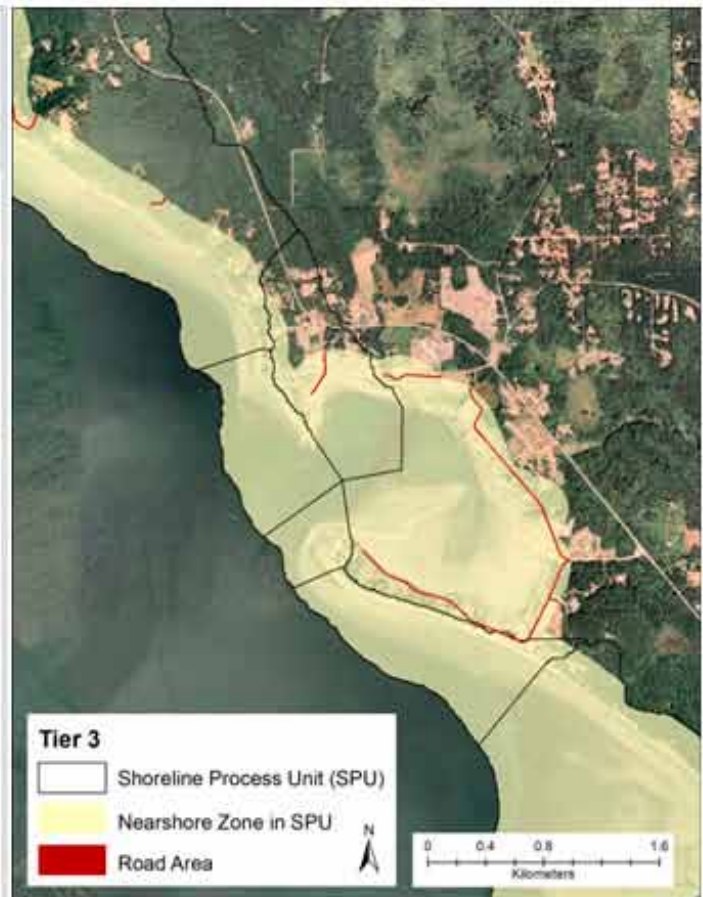 Tier 3
Shoreline Process Unit (SPU)
Nearshore Zone in SPU
Road Area
N
0 0.4 0.8 1.6
Kilometers